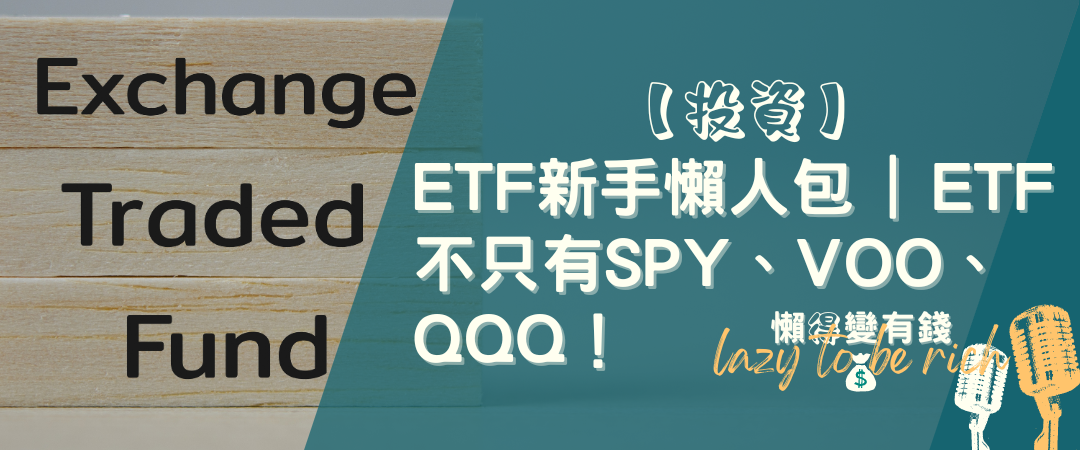 Exchange
Traded
Fund
【投資】
ETF新手懶人包｜ETF
不只有SPY、VOO、
QQQ！
懶得變有錢
lazy to be rich
$